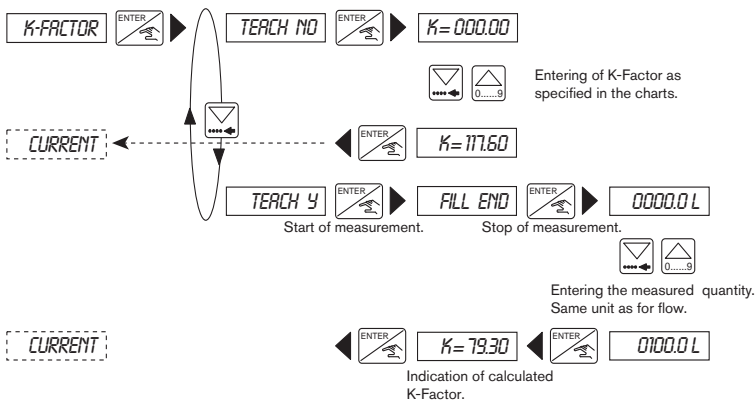 K-FACTOR ENTER TEACH NO ENTER K= 000.00
0......9
Entering of K-Factor as
specified in the charts.
CURRENT ENTER K= 117.60
TEACH Y ENTER FILL END ENTER 0000.0 L
Start of measurement. Stop of measurement.
0......9
Entering the measured quantity.
Same unit as for flow.
CURRENT ENTER K= 79.30 ENTER 0100.0 L
Indication of calculated
K-Factor.